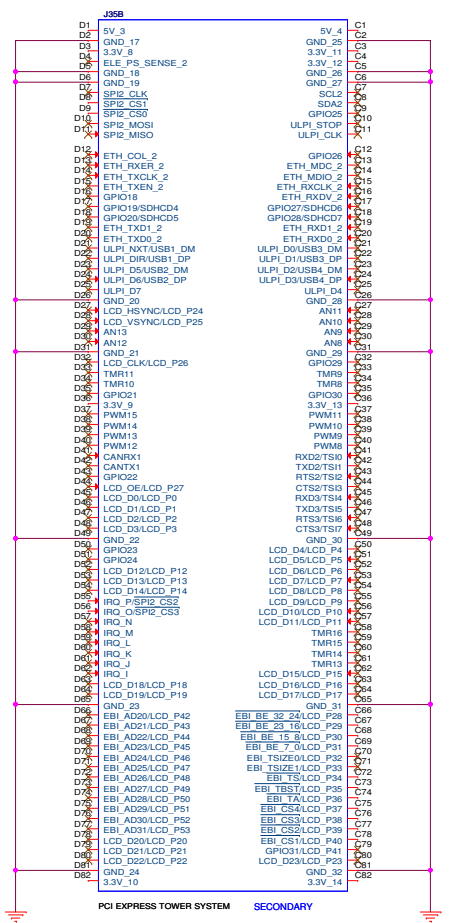 J35B
D1 5V_3 5V_4 C1
D2 GND_17 GND_25 C2
D3 3.3V_8 3.3V_11 C3
D4 ELE_PS_SENSE_2 3.3V_12 C4
D5 GND_18 GND_26 C5
D6 GND_19 GND_27 C6
D7 SPI2_CLK SCL2 C7
D8 SPI2_CS1 SDA2 C8
D9 SPI2_CS0 GPIO25 C9
D10 SPI2_MOSI ULPI_STOP C10
D11 SPI2_MISO ULPI_CLK C11
D12 ETH_COL_2 GPIO26 C12
D13 ETH_RXER_2 ETH_MDC_2 C13
D14 ETH_TXCLK_2 ETH_MDIO_2 C14
D15 ETH_TXEN_2 ETH_RXCLK_2 C15
D16 GPIO18 ETH_RXDV_2 C16
D17 GPIO19/SDHCD4 GPIO27/SDHCD6 C17
D18 GPIO20/SDHCD5 GPIO28/SDHCD7 C18
D19 ETH_TXD1_2 ETH_RXD1_2 C19
D20 ETH_TXD0_2 ETH_RXD0_2 C20
D21 ULPI_NXT/USB1_DM ULPI_D0/USB3_DM C21
D22 ULPI_DIR/USB1_DP ULPI_D1/USB3_DP C22
D23 ULPI_D5/USB2_DM ULPI_D2/USB4_DM C23
D24 ULPI_D6/USB2_DP ULPI_D3/USB4_DP C24
D25 ULPI_D7 ULPI_D4 C25
D26 GND_20 GND_28 C26
D27 LCD_HSYNC/LCD_P24 AN11 C27
D28 LCD_VSYNC/LCD_P25 AN10 C28
D29 AN13 AN9 C29
D30 AN12 AN8 C30
D31 GND_21 GND_29 C31
D32 LCD_CLK/LCD_P26 GPIO29 C32
D33 TMR11 TMR9 C33
D34 TMR10 TMR8 C34
D35 GPIO21 GPIO30 C35
D36 3.3V_9 3.3V_13 C36
D37 PWM15 PWM11 C37
D38 PWM14 PWM10 C38
D39 PWM13 PWM9 C39
D40 PWM12 PWM8 C40
D41 CANRX1 RXD2/TSI0 C41
D42 CANTX1 TXD2/TSI1 C42
D43 GPIO22 RTS2/TSI2 C43
D44 LCD_OE/LCD_P27 CTS2/TSI3 C44
D45 LCD_D0/LCD_P0 RXD3/TSI4 C45
D46 LCD_D1/LCD_P1 TXD3/TSI5 C46
D47 LCD_D2/LCD_P2 RTS3/TSI6 C47
D48 LCD_D3/LCD_P3 CTS3/TSI7 C48
D49 GND_22 GND_30 C49
D50 GPIO23 LCD_D4/LCD_P4 C50
D51 GPIO24 LCD_D5/LCD_P5 C51
D52 LCD_D12/LCD_P12 LCD_D6/LCD_P6 C52
D53 LCD_D13/LCD_P13 LCD_D7/LCD_P7 C53
D54 LCD_D14/LCD_P14 LCD_D8/LCD_P8 C54
D55 IRQ_P/SPI2_CS2 LCD_D9/LCD_P9 C55
D56 IRQ_O/SPI2_CS3 LCD_D10/LCD_P10 C56
D57 IRQ_N LCD_D11/LCD_P11 C57
D58 IRQ_M TMR16 C58
D59 IRQ_L TMR15 C59
D60 IRQ_K TMR14 C60
D61 IRQ_J TMR13 C61
D62 IRQ_I LCD_D15/LCD_P15 C62
D63 LCD_D18/LCD_P18 LCD_D16/LCD_P16 C63
D64 LCD_D19/LCD_P19 LCD_D17/LCD_P17 C64
D65 GND_23 GND_31 C65
D66 EBI_AD20/LCD_P42 EBI_BE_32_24/LCD_P28 C66
D67 EBI_AD21/LCD_P43 EBI_BE_23_16/LCD_P29 C67
D68 EBI_AD22/LCD_P44 EBI_BE_15_8/LCD_P30 C68
D69 EBI_AD23/LCD_P45 EBI_BE_7_0/LCD_P31 C69
D70 EBI_AD24/LCD_P46 EBI_TSIZE0/LCD_P32 C70
D71 EBI_AD25/LCD_P47 EBI_TSIZE1/LCD_P33 C71
D72 EBI_AD26/LCD_P48 EBI_TS/LCD_P34 C72
D73 EBI_AD27/LCD_P49 EBI_TBST/LCD_P35 C73
D74 EBI_AD28/LCD_P50 EBI_TA/LCD_P36 C74
D75 EBI_AD29/LCD_P51 EBI_CS4/LCD_P37 C75
D76 EBI_AD30/LCD_P52 EBI_CS3/LCD_P38 C76
D77 EBI_AD31/LCD_P53 EBI_CS2/LCD_P39 C77
D78 LCD_D20/LCD_P20 EBI_CS1/LCD_P40 C78
D79 LCD_D21/LCD_P21 GPIO31/LCD_P41 C79
D80 LCD_D22/LCD_P22 LCD_D23/LCD_P23 C80
D81 GND_24 GND_32 C81
D82 3.3V_10 3.3V_14 C82
PCI EXPRESS TOWER SYSTEM SECONDARY